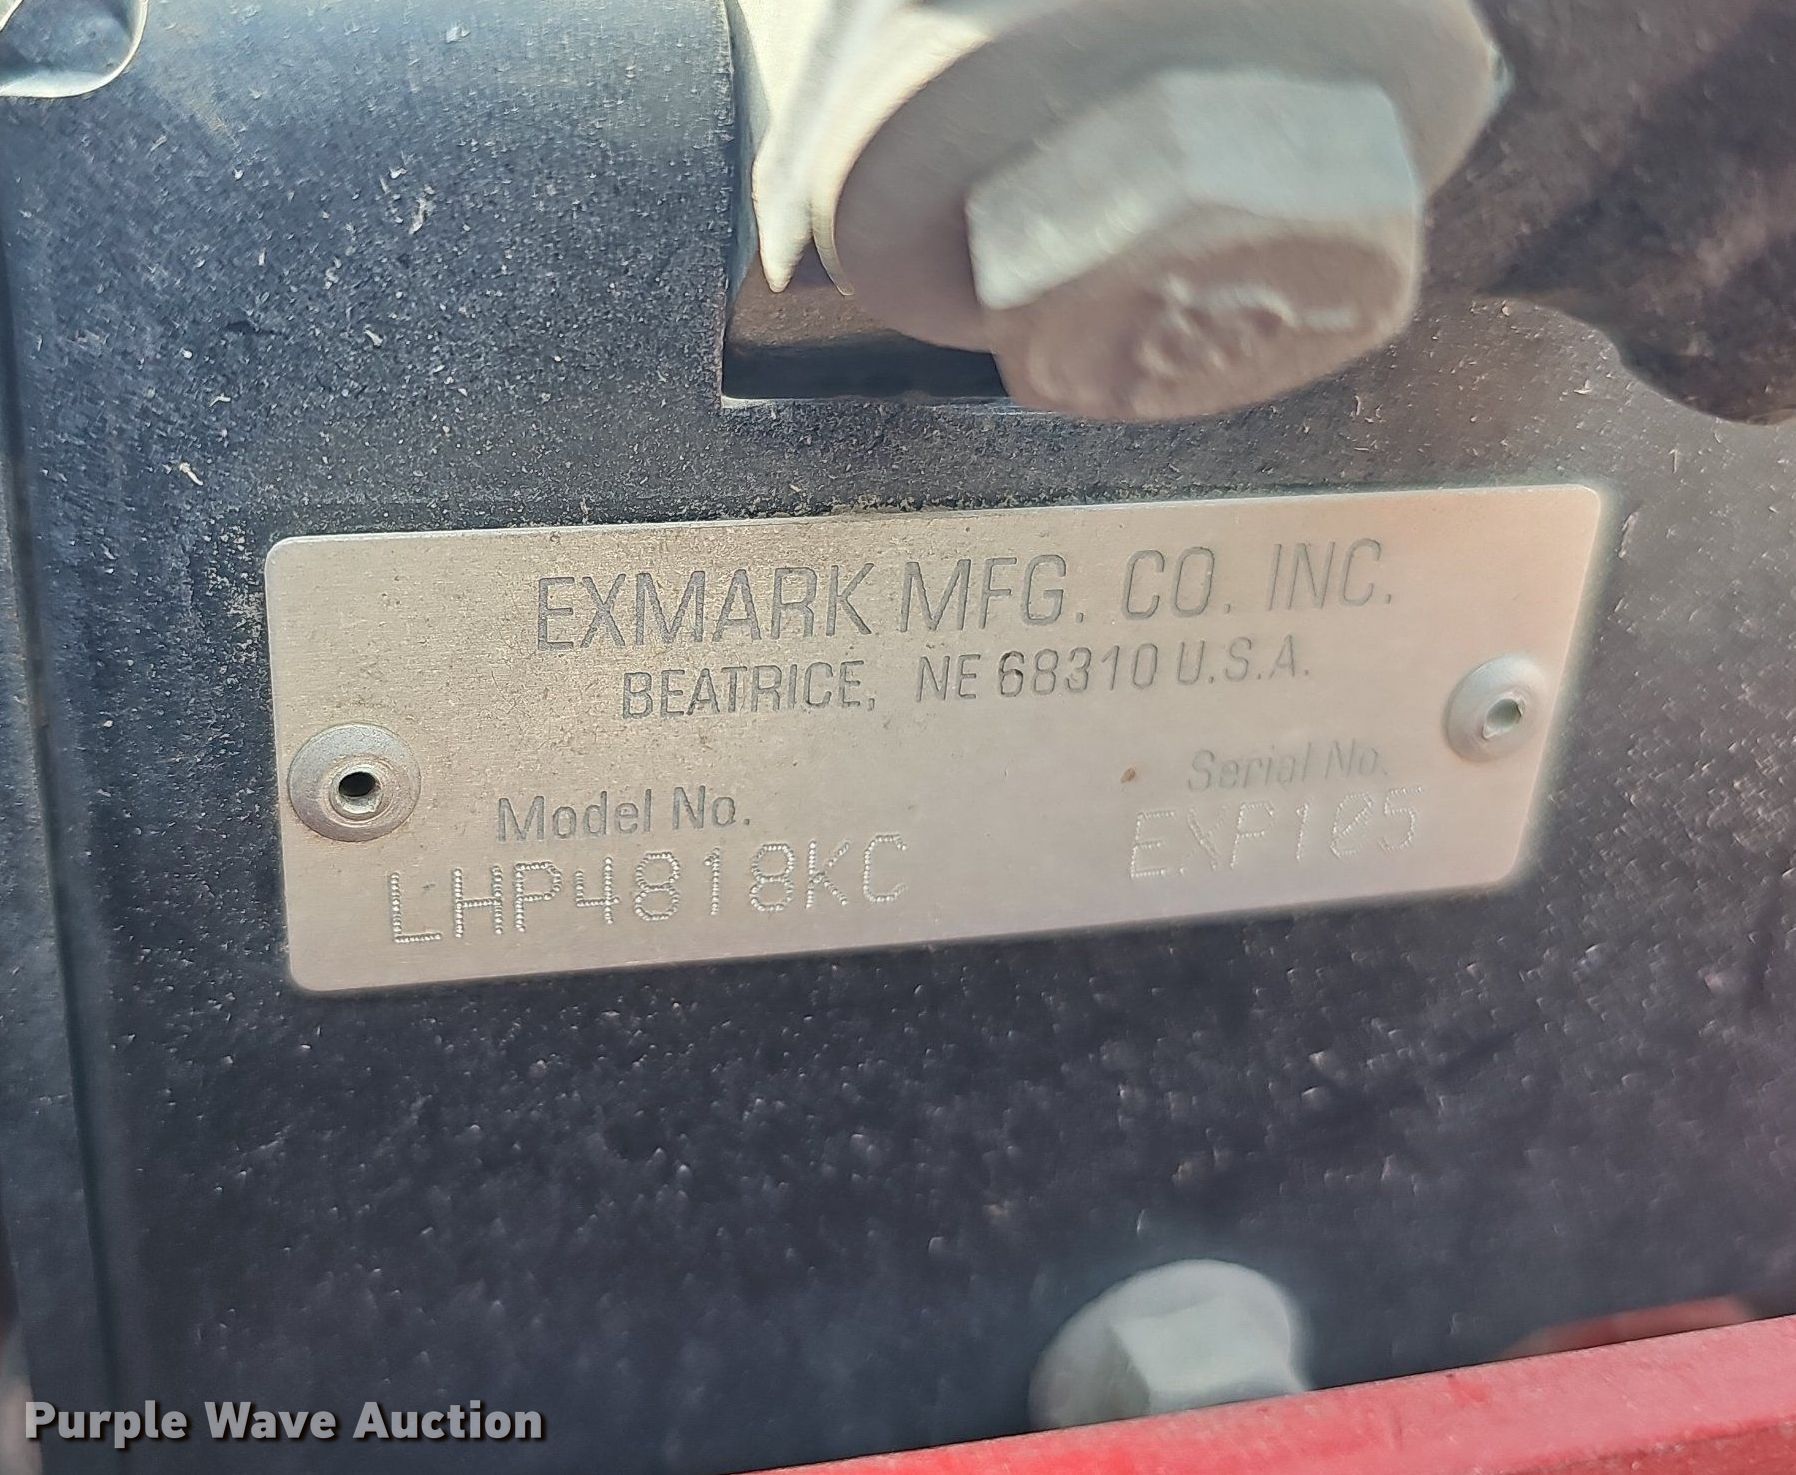 EXMARK MFG. CO. INC.
BEATRICE, NE 68310 U.S.A.
Model No. Serial No.
LHP4818KC EXP105
Purple Wave Auction